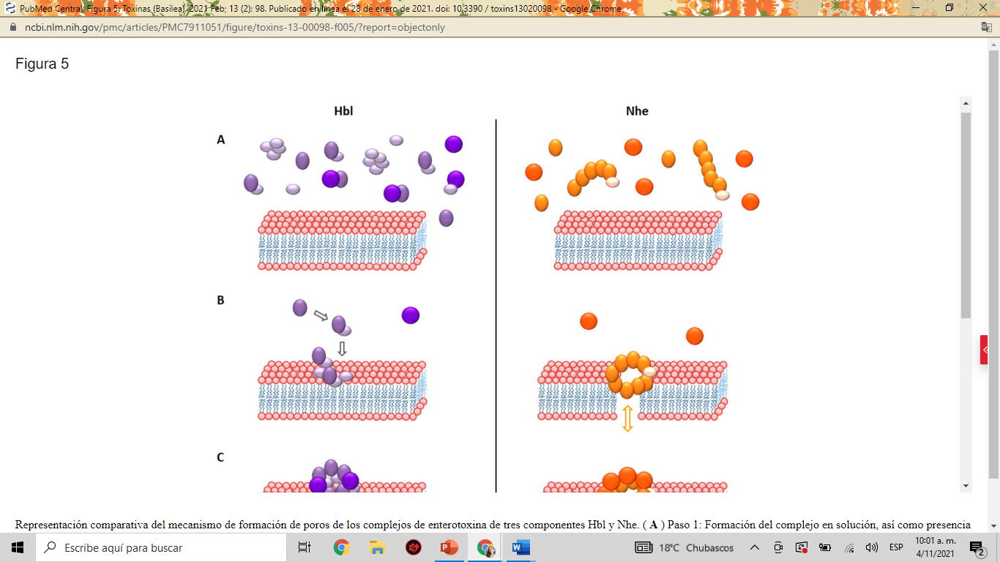 PubMed Central, Figura 5: Toxinas (Basilea). 2021 Feb; 13 (2): 98. Publicado en línea el 28 de enero de 2021. doi: 10.3390 / toxins13020098 - Google Chrome
ncbi.nlm.nih.gov/pmc/articles/PMC7911051/figure/toxins-13-00098-f005/?report=objectonly
Figura 5
Hbl
Nhe
A
B
C
Representación comparativa del mecanismo de formación de poros de los complejos de enterotoxina de tres componentes Hbl y Nhe. ( A ) Paso 1: Formación del complejo en solución, así como presencia
Escribe aquí para buscar
18°C Chubascos
ESP
10:01 a. m.
4/11/2021
2